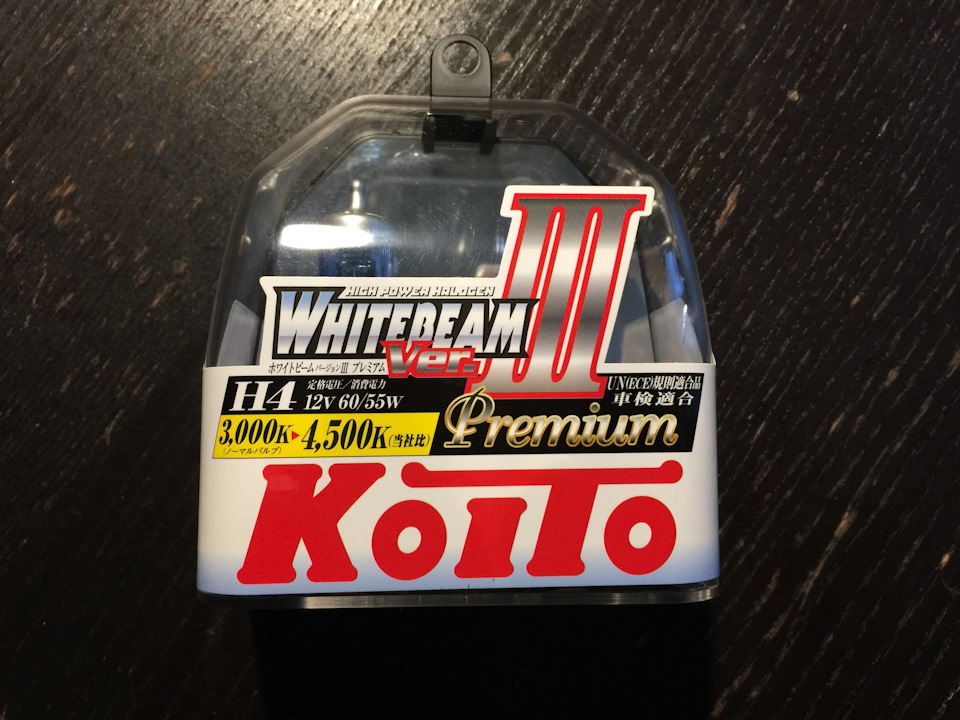 HIGH POWER HALOGEN
WHITEBEAM III
Ver.
ホワイトビーム バージョンIII プレミアム
H4 定格電圧/消費電力
12V 60/55W
UN(ECE)規則適合品
車検適合
3,000K▶4,500K(当社比)
(ノーマルバルブ)
Premium
KOITO